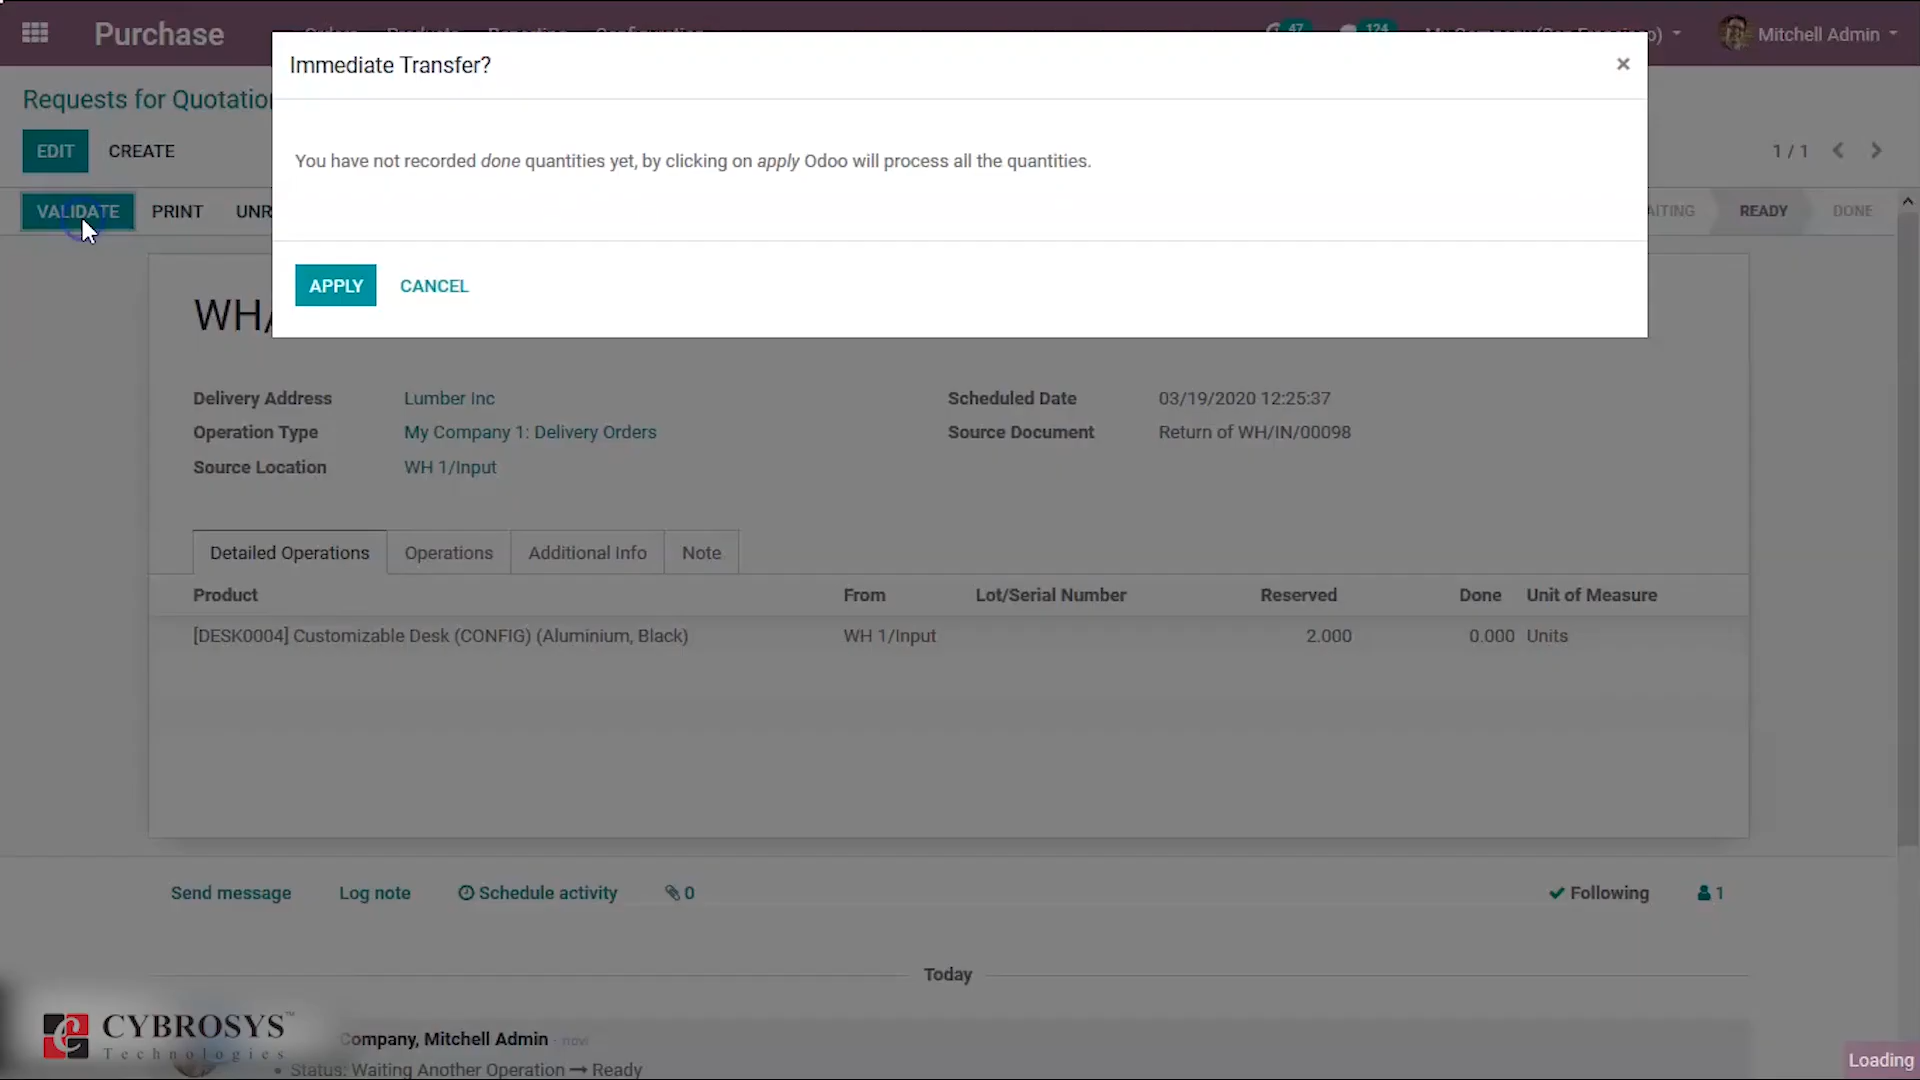 Purchase
47
124
Mitchell Admin
Requests for Quotation
EDIT CREATE
1 / 1
VALIDATE PRINT
READY DONE
Immediate Transfer?
×
You have not recorded done quantities yet, by clicking on apply Odoo will process all the quantities.
APPLY CANCEL
WH/
Delivery Address Lumber Inc
Scheduled Date 03/19/2020 12:25:37
Operation Type My Company 1: Delivery Orders
Source Document Return of WH/IN/00098
Source Location WH 1/Input
Detailed Operations Operations Additional Info Note
Product From Lot/Serial Number Reserved Done Unit of Measure
[DESK0004] Customizable Desk (CONFIG) (Aluminium, Black) WH 1/Input 2.000 0.000 Units
Send message Log note Schedule activity 0
Following 1
Today
Company, Mitchell Admin - now
• Status: Waiting Another Operation → Ready
CYBROSYS™
Technologies
Loading